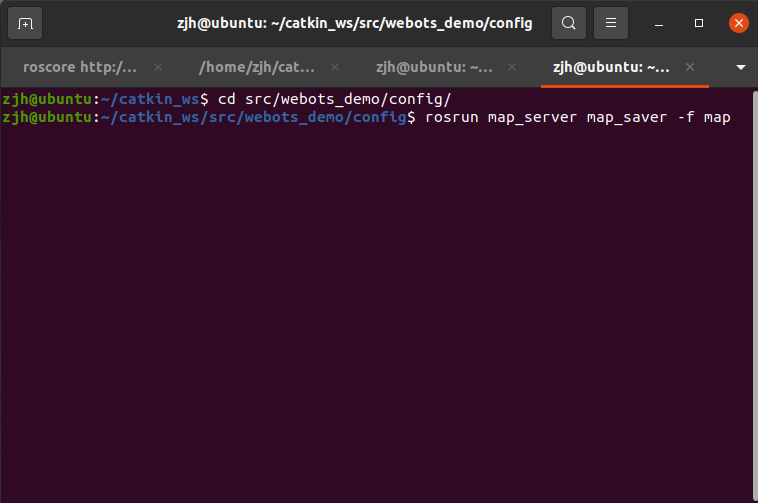 zjh@ubuntu: ~/catkin_ws/src/webots_demo/config
roscore http:/...
/home/zjh/cat...
zjh@ubuntu: ~...
zjh@ubuntu: ~...
zjh@ubuntu:~/catkin_ws$ cd src/webots_demo/config/
zjh@ubuntu:~/catkin_ws/src/webots_demo/config$ rosrun map_server map_saver -f map